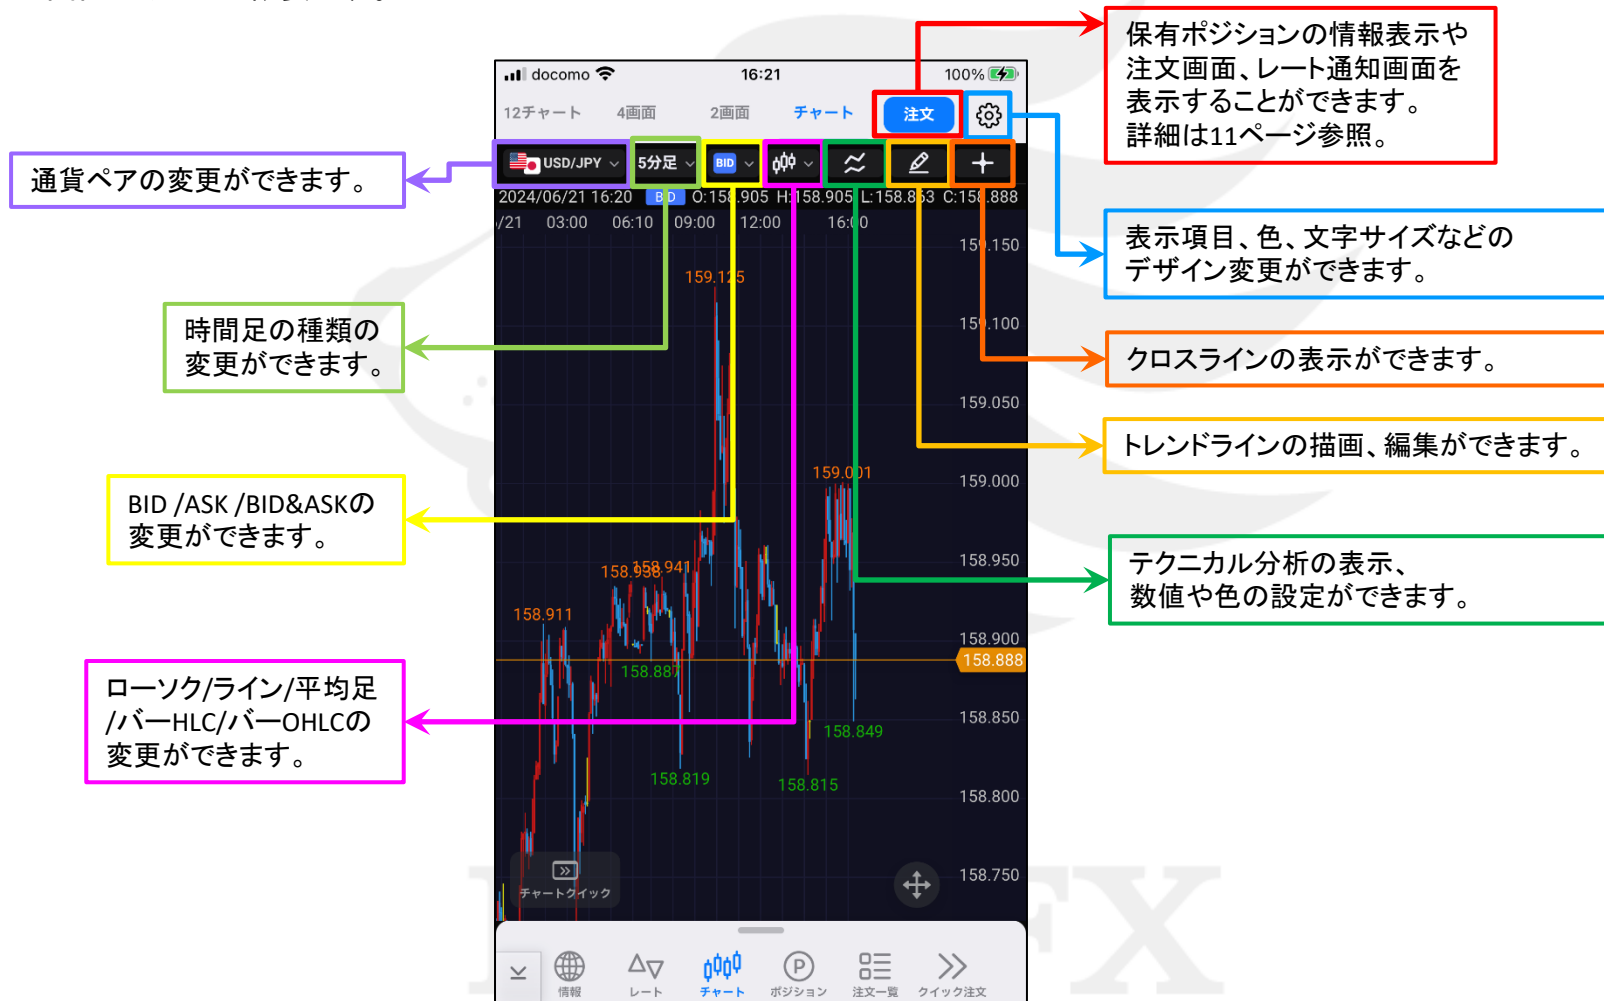 保有ポジションの情報表示や
注文画面、レート通知画面を
表示することができます。
詳細は11ページ参照。
docomo 16:21 100%
12チャート 4画面 2画面 チャート 注文
USD/JPY 5分足 BID
通貨ペアの変更ができます。
2024/06/21 16:20 BID O:158.905 H:158.905 L:158.853 C:158.888
/21 03:00 06:10 09:00 12:00 16:00
表示項目、色、文字サイズなどの
デザイン変更ができます。
159.150
159.125
159.100
時間足の種類の
変更ができます。
クロスラインの表示ができます。
159.050
トレンドラインの描画、編集ができます。
159.001
159.000
BID /ASK /BID&ASKの
変更ができます。
158.950
テクニカル分析の表示、
数値や色の設定ができます。
158.938 158.941
158.911
158.900
158.888
158.887
ローソク/ライン/平均足
/バーHLC/バーOHLCの
変更ができます。
158.850
158.849
158.819
158.815
158.800
158.750
チャートクイック
FX
情報 レート チャート ポジション 注文一覧 クイック注文